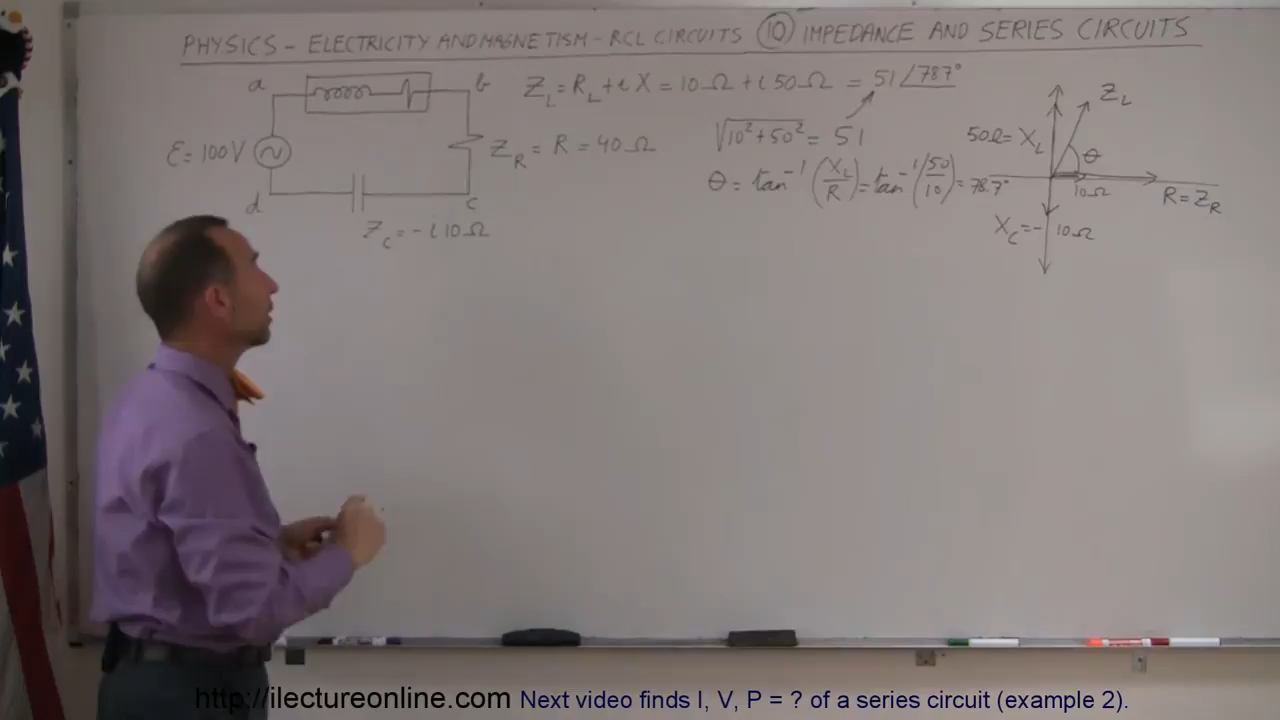 PHYSICS - ELECTRICITY AND MAGNETISM - RCL CIRCUITS (10) IMPEDANCE AND SERIES CIRCUITS
a
b
Z_L = R_L + i X = 10 Ω + i 50 Ω = 51 ∠78.7°
Z_L
ε = 100 V
Z_R = R = 40 Ω
√10² + 50² = 51
50Ω = X_L
θ
θ = tan⁻¹ (X_L/R) = tan⁻¹ (50/10) = 78.7°
10Ω
R = Z_R
d
c
Z_C = - i 10 Ω
X_C = - 10 Ω
http://ilectureonline.com Next video finds I, V, P = ? of a series circuit (example 2).